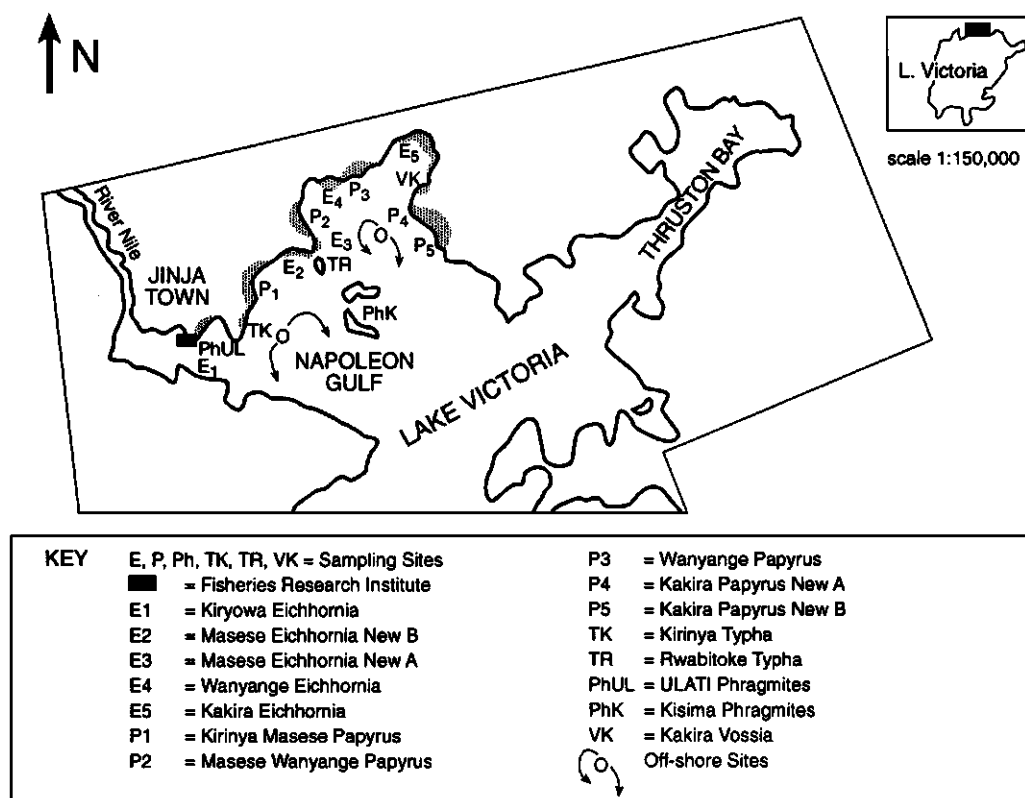 N
L. Victoria
scale 1:150,000
River Nile
JINJA
TOWN
E5
VK
E4
P3
P2
P4
O
E3
P5
E2
TR
P1
PhK
TK
O
PhUL
E1
NAPOLEON
GULF
LAKE VICTORIA
THRUSTON BAY
KEY
E, P, Ph, TK, TR, VK = Sampling Sites
= Fisheries Research Institute
E1 = Kiryowa Eichhornia
E2 = Masese Eichhornia New B
E3 = Masese Eichhornia New A
E4 = Wanyange Eichhornia
E5 = Kakira Eichhornia
P1 = Kirinya Masese Papyrus
P2 = Masese Wanyange Papyrus
P3 = Wanyange Papyrus
P4 = Kakira Papyrus New A
P5 = Kakira Papyrus New B
TK = Kirinya Typha
TR = Rwabitoke Typha
PhUL = ULATI Phragmites
PhK = Kisima Phragmites
VK = Kakira Vossia
O Off-shore Sites